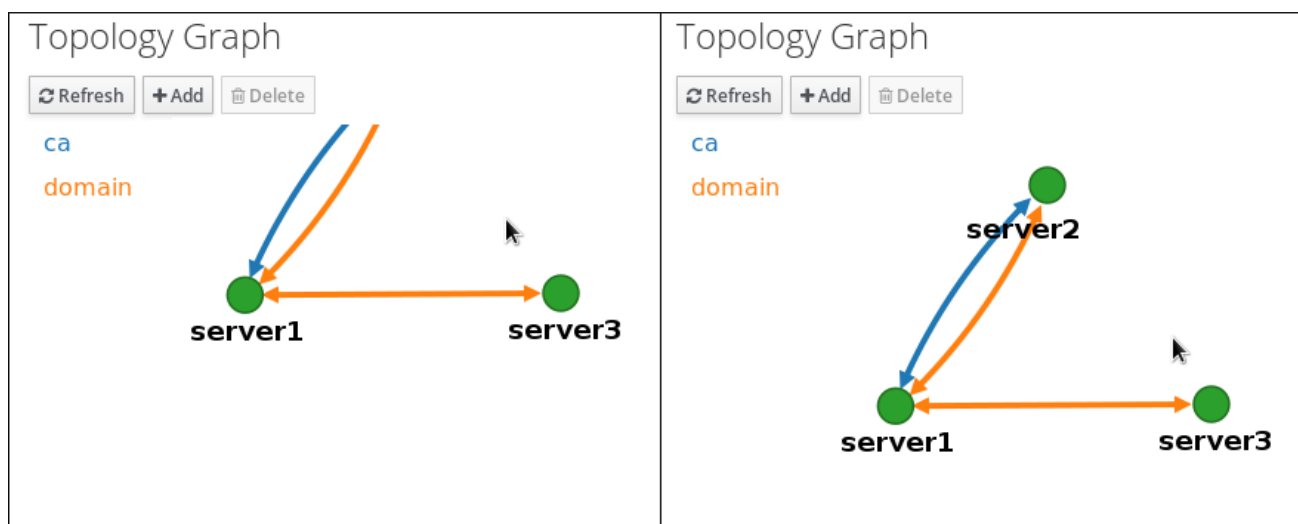 Topology Graph
Refresh Add Delete
ca
domain
server1
server3
Topology Graph
Refresh Add Delete
ca
domain
server2
server1
server3